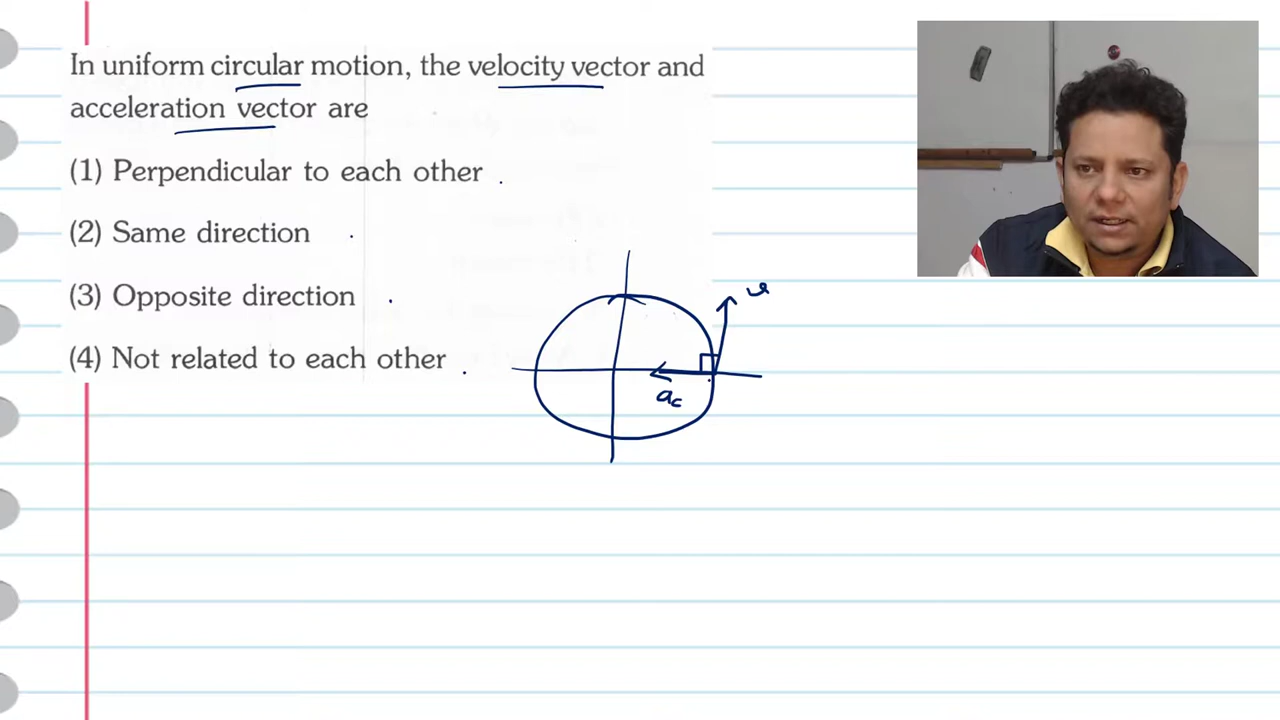 In uniform circular motion, the velocity vector and
acceleration vector are
(1) Perpendicular to each other
(2) Same direction
(3) Opposite direction
(4) Not related to each other
v
ac